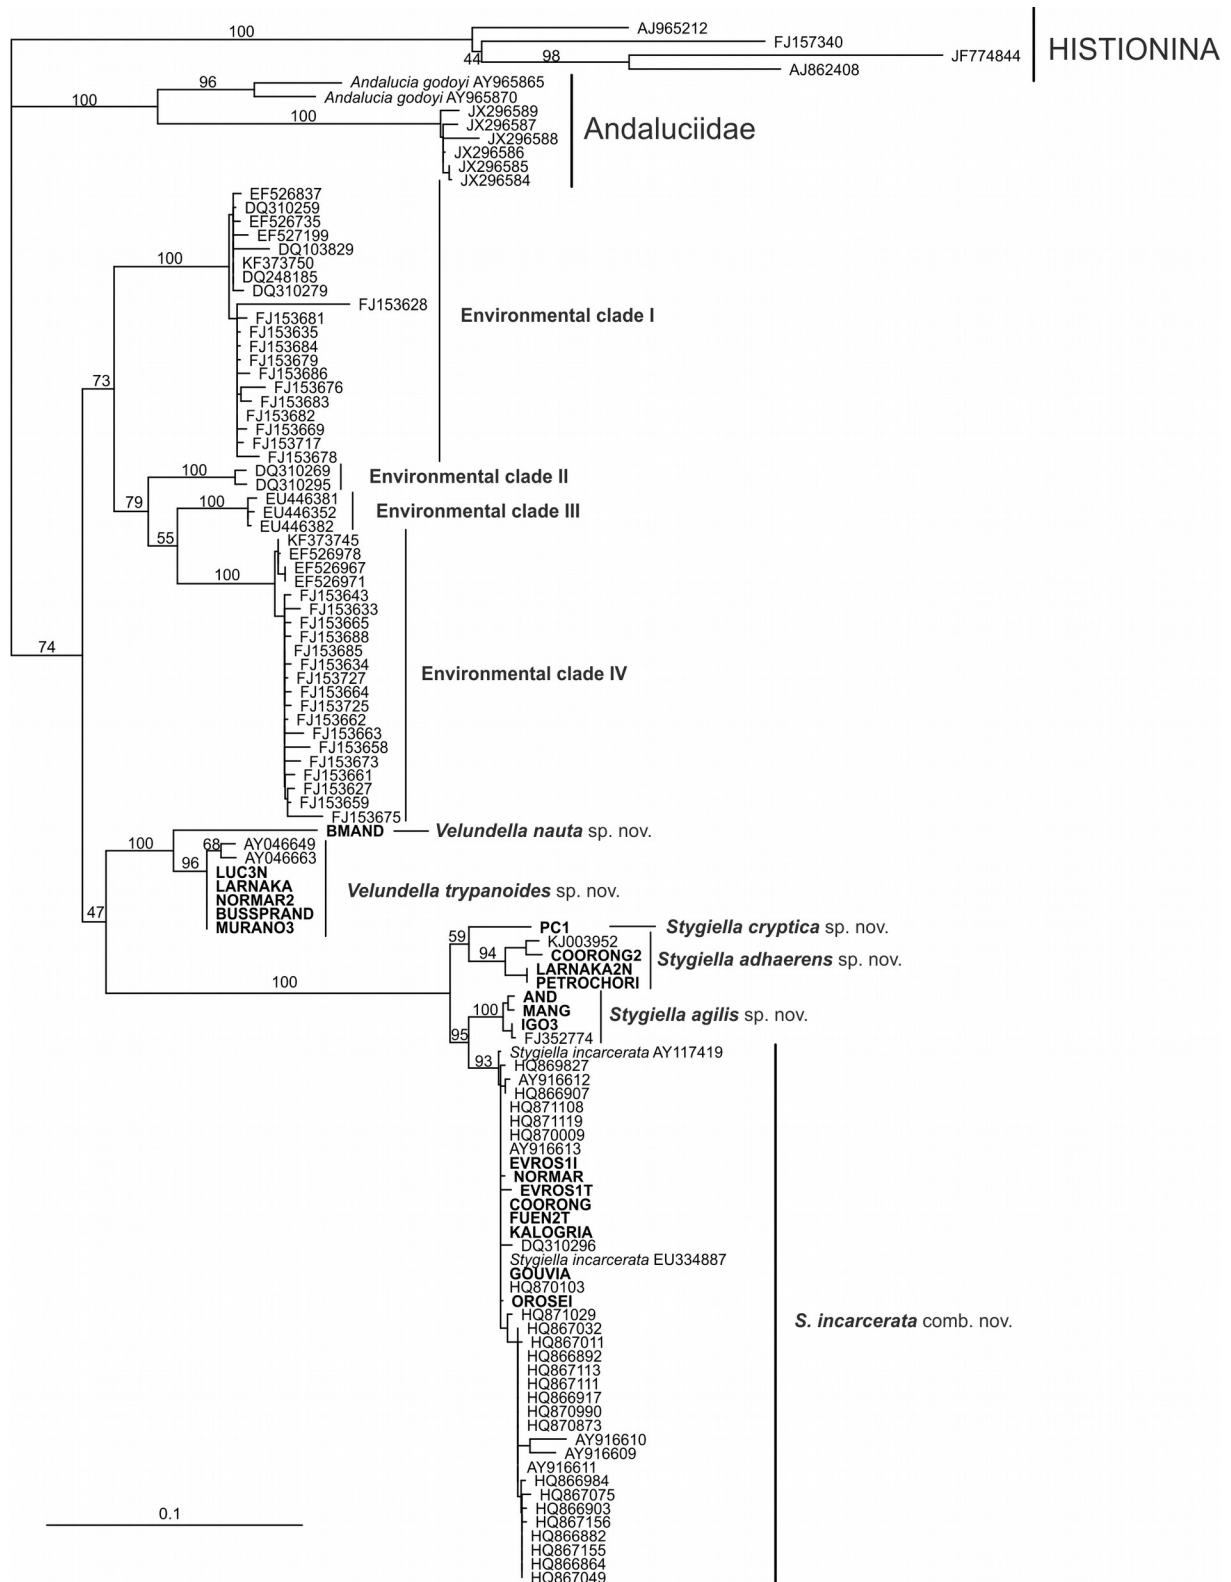 100
AJ965212
FJ157340
44
98
JF774844
AJ862408
HISTIONINA
96
Andalucia godoyi AY965865
Andalucia godoyi AY965870
100
100
JX296589
JX296587
JX296588
JX296586
JX296585
JX296584
Andaluciidae
EF526837
DQ310259
EF526735
EF527199
DQ103829
100
KF373750
DQ248185
DQ310279
FJ153628
Environmental clade I
FJ153681
FJ153635
FJ153684
FJ153679
FJ153686
73
FJ153676
FJ153683
FJ153682
FJ153669
FJ153717
FJ153678
100
DQ310269
DQ310295
Environmental clade II
79
100
EU446381
EU446352
EU446382
Environmental clade III
55
KF373745
EF526978
EF526967
100
EF526971
FJ153643
FJ153633
FJ153665
FJ153688
74
FJ153685
FJ153634
FJ153727
Environmental clade IV
FJ153664
FJ153725
FJ153662
FJ153663
FJ153658
FJ153673
FJ153661
FJ153627
FJ153659
FJ153675
BMAND
Velundella nauta sp. nov.
100
68
AY046649
AY046663
96
LUC3N
LARNAKA
NORMAR2
BUSSPRAND
MURANO3
Velundella trypanoides sp. nov.
47
PC1
Stygiella cryptica sp. nov.
59
KJ003952
94
COORONG2
LARNAKA2N
PETROCHORI
Stygiella adhaerens sp. nov.
100
AND
100
MANG
IGO3
FJ352774
Stygiella agilis sp. nov.
95
93
Stygiella incarcerata AY117419
HQ869827
AY916612
HQ866907
HQ871108
HQ871119
HQ870009
AY916613
EVROS1I
NORMAR
EVROS1T
COORONG
FUEN2T
KALOGRIA
DQ310296
Stygiella incarcerata EU334887
GOUVIA
HQ870103
OROSEI
HQ871029
S. incarcerata comb. nov.
HQ867032
HQ867011
HQ866892
HQ867113
HQ867111
HQ866917
HQ870990
HQ870873
AY916610
AY916609
AY916611
HQ866984
HQ867075
HQ866903
HQ867156
HQ866882
HQ867155
HQ866864
HQ867049
0.1